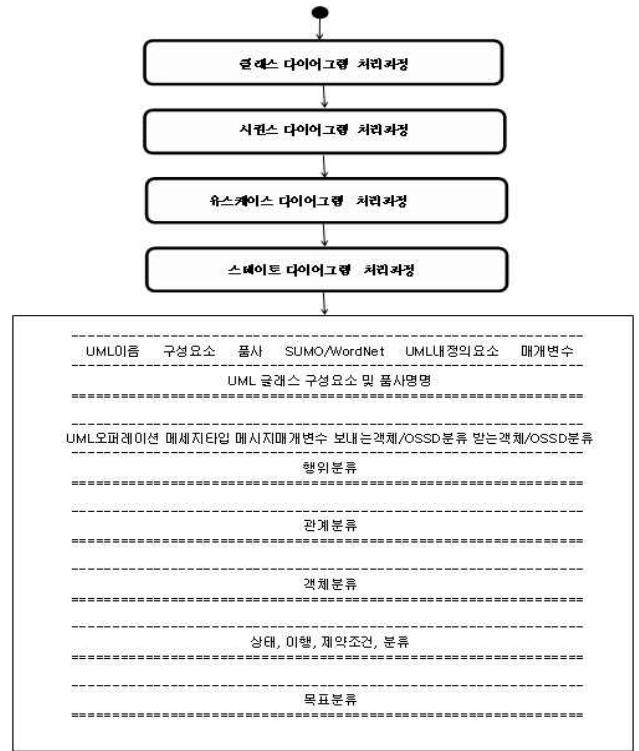 클래스 다이어그램 처리과정
시퀀스 다이어그램 처리과정
유스케이스 다이어그램 처리과정
스테이트 다이어그램 처리과정
UML이름 구성요소 품사 SUMO/WordNet UML내정의요소 매개변수
UML 클래스 구성요소 및 품사명명
UML오퍼레이션 메세지타입 메시지매개변수 보내는객체/OSSD분류 받는객체/OSSD분류
행위분류
관계분류
객체분류
상태, 이행, 제약조건, 분류
목표분류